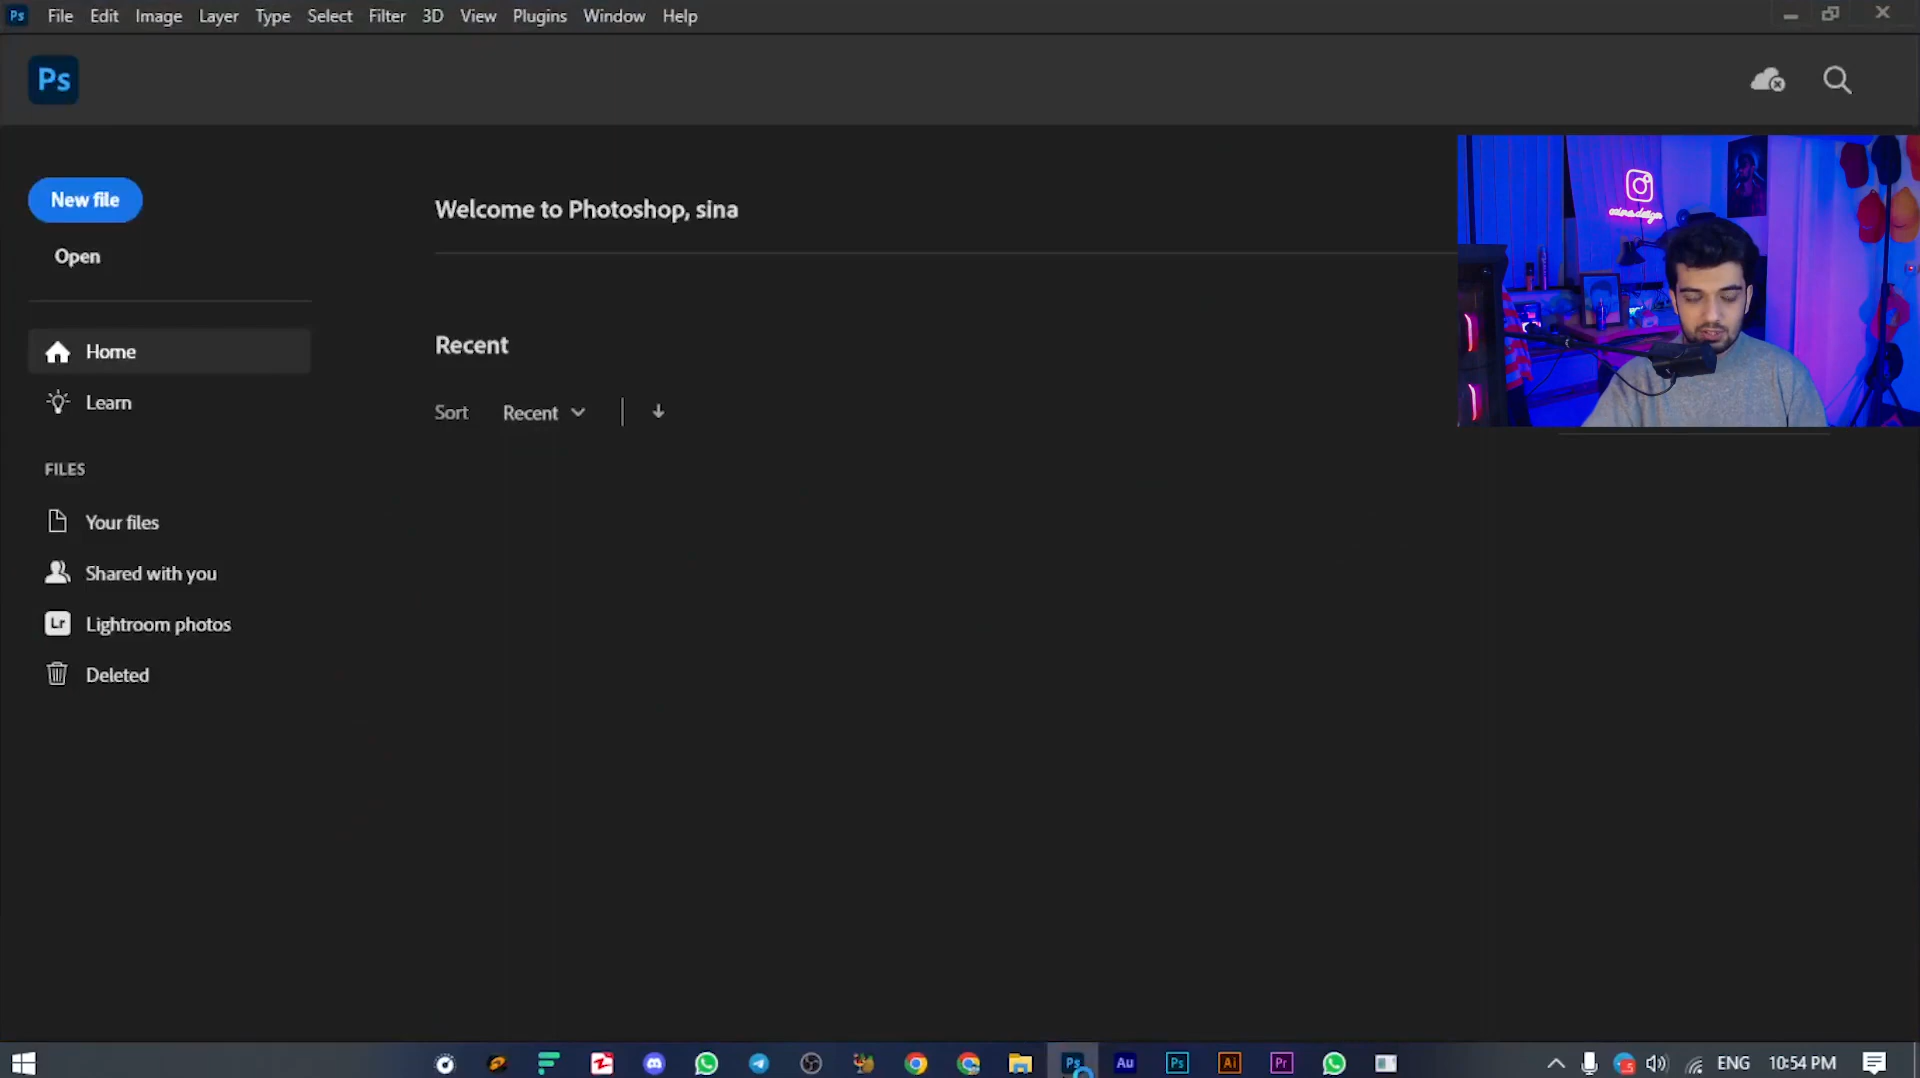 Ps File Edit Image Layer Type Select Filter 3D View Plugins Window Help
Ps
New file
Open
Home
Learn
FILES
Your files
Shared with you
Lr Lightroom photos
Deleted
Welcome to Photoshop, sina
Recent
Sort Recent
Au Ps Ai Pr
ENG 10:54 PM